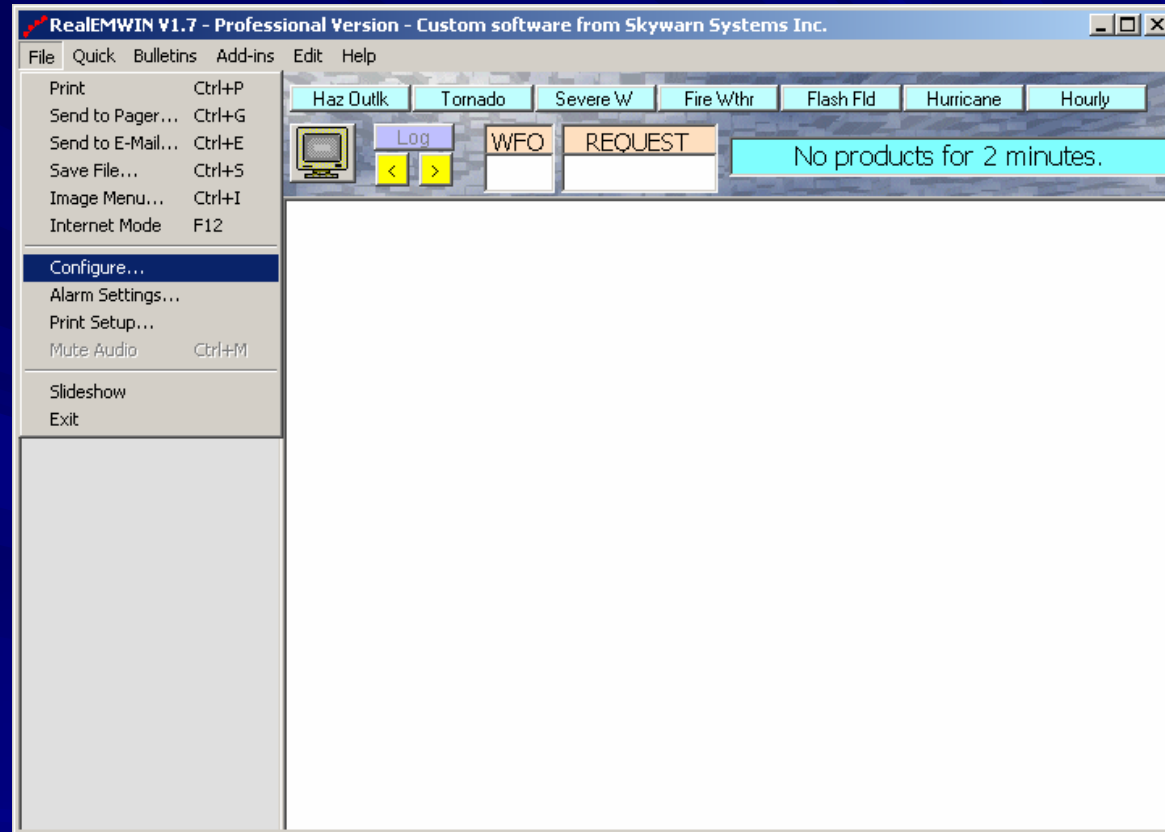 RealEMWIN V1.7 - Professional Version - Custom software from Skywarn Systems Inc.
File Quick Bulletins Add-ins Edit Help
Print Ctrl+P
Send to Pager... Ctrl+G
Send to E-Mail... Ctrl+E
Save File... Ctrl+S
Image Menu... Ctrl+I
Internet Mode F12
Configure...
Alarm Settings...
Print Setup...
Mute Audio Ctrl+M
Slideshow
Exit
Haz Outlk Tornado Severe W Fire Wthr Flash Fld Hurricane Hourly
Log WFO REQUEST
< >
No products for 2 minutes.